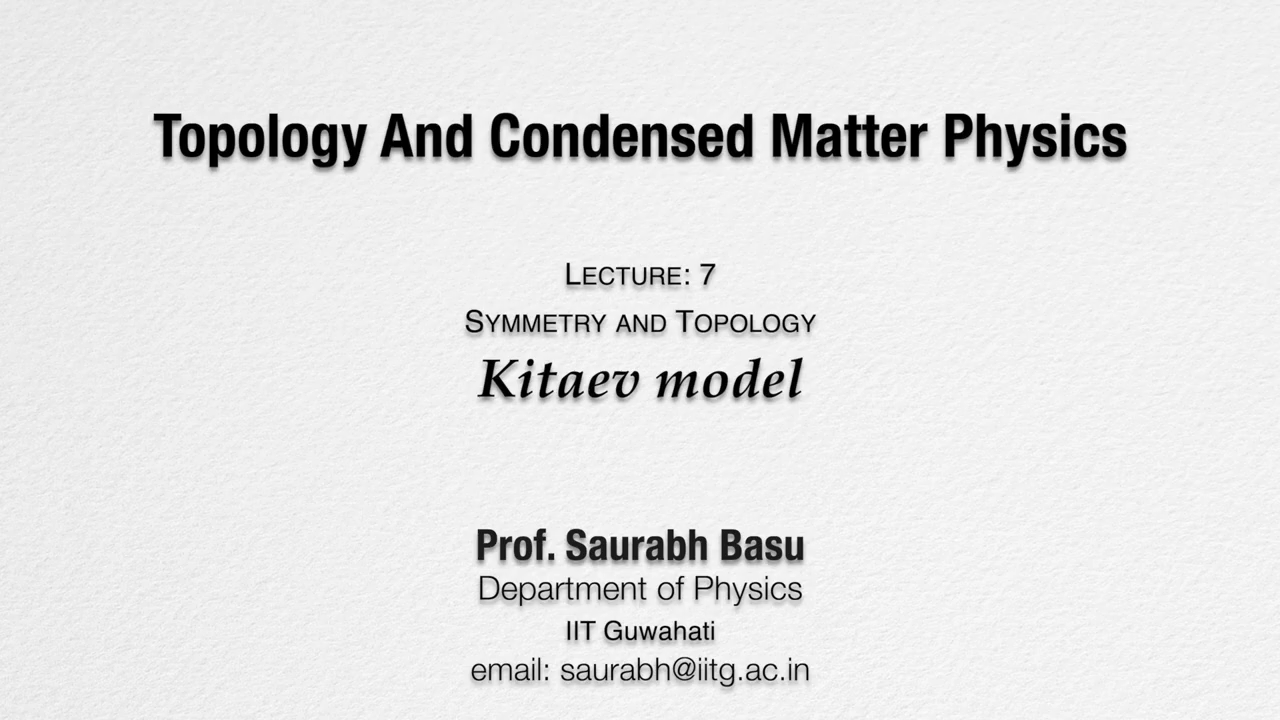 Topology And Condensed Matter Physics
Lecture: 7
Symmetry and Topology
Kitaev model
Prof. Saurabh Basu
Department of Physics
IIT Guwahati
email: saurabh@iitg.ac.in